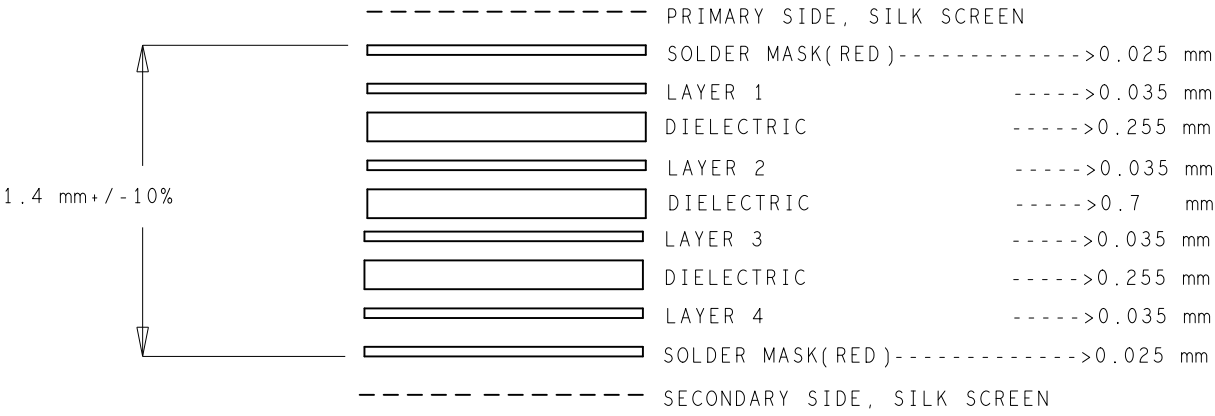 PRIMARY SIDE, SILK SCREEN
SOLDER MASK(RED)------------->0.025 mm
LAYER 1 ----->0.035 mm
DIELECTRIC ----->0.255 mm
LAYER 2 ----->0.035 mm
1.4 mm+/-10%
DIELECTRIC ----->0.7 mm
LAYER 3 ----->0.035 mm
DIELECTRIC ----->0.255 mm
LAYER 4 ----->0.035 mm
SOLDER MASK(RED)------------->0.025 mm
SECONDARY SIDE, SILK SCREEN